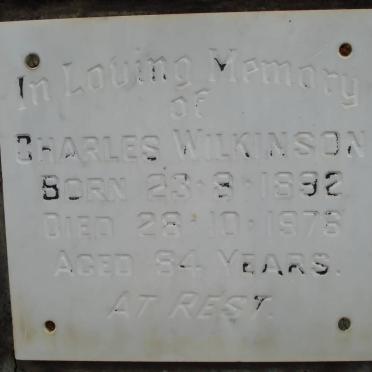 In Loving Memory
of
CHARLES WILKINSON
BORN 23·9·1892
DIED 28·10·1976
AGED 84 YEARS.
AT REST.